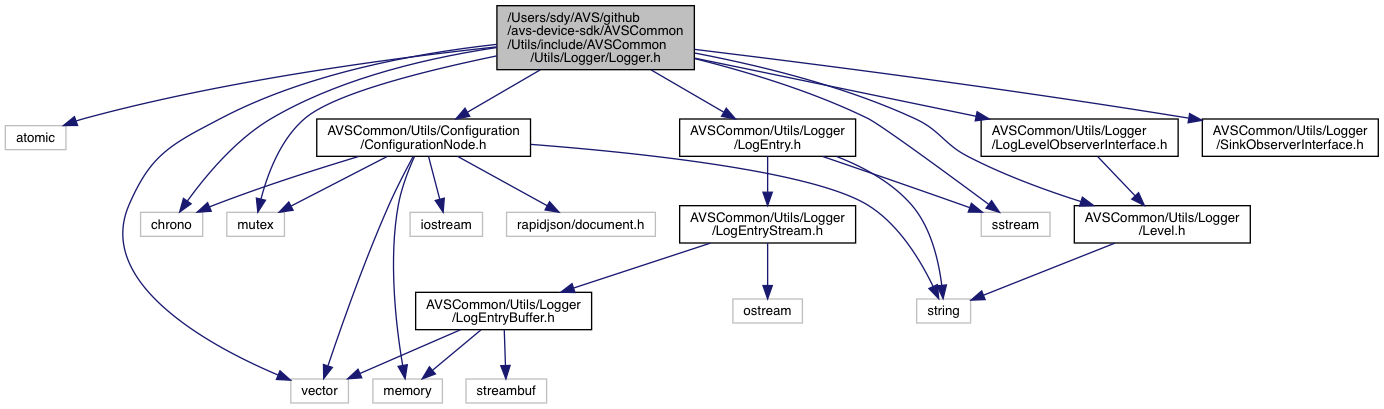 /Users/sdy/AVS/github
/avs-device-sdk/AVSCommon
/Utils/include/AVSCommon
/Utils/Logger/Logger.h
atomic
AVSCommon/Utils/Configuration
/ConfigurationNode.h
AVSCommon/Utils/Logger
/LogEntry.h
AVSCommon/Utils/Logger
/LogLevelObserverInterface.h
AVSCommon/Utils/Logger
/SinkObserverInterface.h
chrono
mutex
iostream
rapidjson/document.h
AVSCommon/Utils/Logger
/LogEntryStream.h
sstream
AVSCommon/Utils/Logger
/Level.h
AVSCommon/Utils/Logger
/LogEntryBuffer.h
ostream
string
vector
memory
streambuf